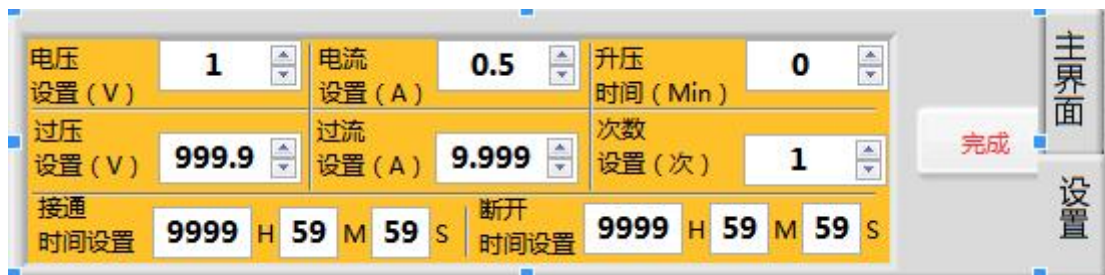 电压
设置（V）
1
电流
设置（A）
0.5
升压
时间（Min）
0
过压
设置（V）
999.9
过流
设置（A）
9.999
次数
设置（次）
1
接通
时间设置
9999 H 59 M 59 S
断开
时间设置
9999 H 59 M 59 S
完成
主界面
设置